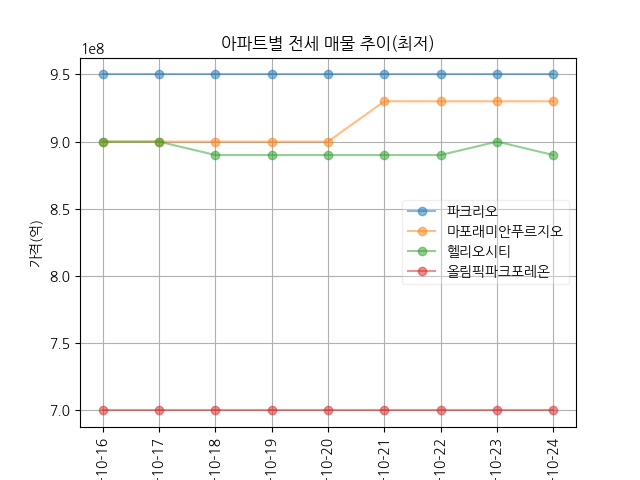 아파트별 전세 매물 추이(최저)
1e8
9.5
9.0
8.5
8.0
7.5
7.0
가격(억)
파크리오
마포래미안푸르지오
헬리오시티
올림픽파크포레온
-10-16
-10-17
-10-18
-10-19
-10-20
-10-21
-10-22
-10-23
-10-24